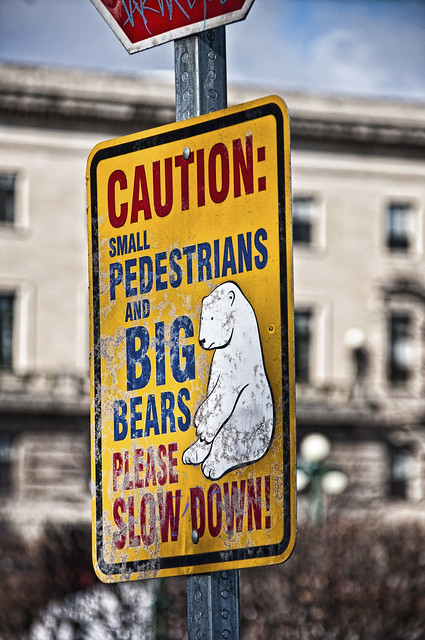 CAUTION:
SMALL
PEDESTRIANS
AND
BIG
BEARS
PLEASE
SLOW DOWN!